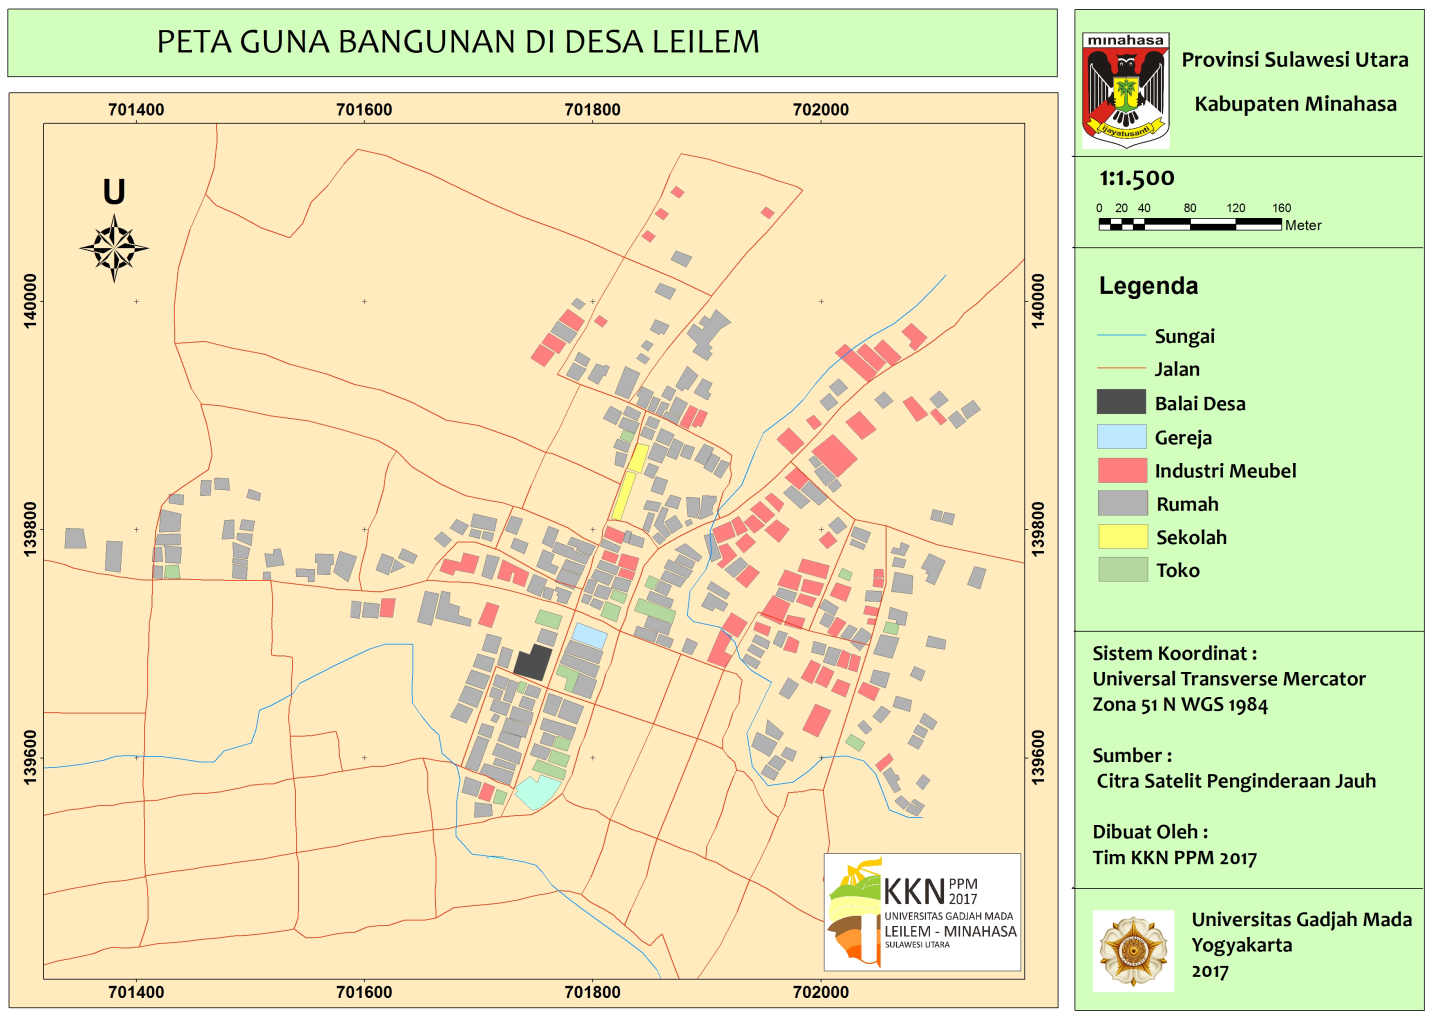 PETA GUNA BANGUNAN DI DESA LEILEM
701400 701600 701800 702000
U
140000 140000
139800 139800
139600 139600
701400 701600 701800 702000
KKN PPM
2017
UNIVERSITAS GADJAH MADA
LEILEM - MINAHASA
SULAWESI UTARA
minahasa
ijayatusanti
Provinsi Sulawesi Utara
Kabupaten Minahasa
1:1.500
0 20 40 80 120 160
Meter
Legenda
Sungai
Jalan
Balai Desa
Gereja
Industri Meubel
Rumah
Sekolah
Toko
Sistem Koordinat :
Universal Transverse Mercator
Zona 51 N WGS 1984
Sumber :
Citra Satelit Penginderaan Jauh
Dibuat Oleh :
Tim KKN PPM 2017
Universitas Gadjah Mada
Yogyakarta
2017